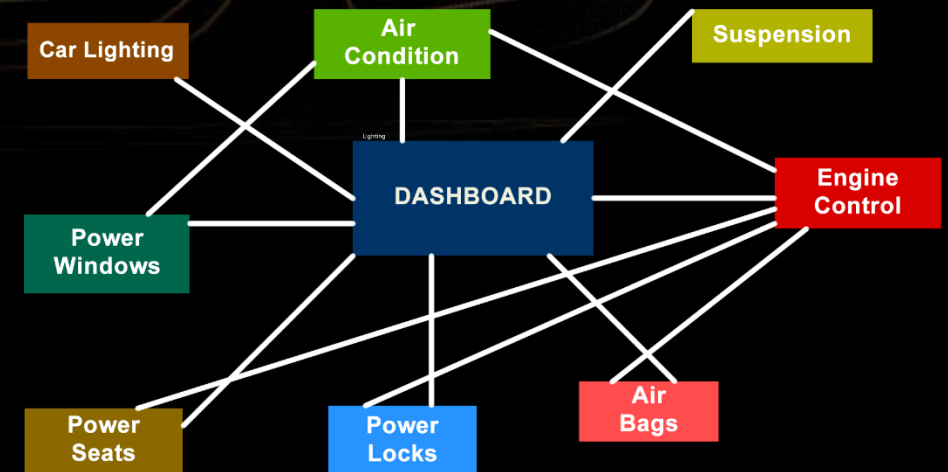 Car Lighting
Air
Condition
Suspension
Lighting
DASHBOARD
Engine
Control
Power
Windows
Power
Seats
Power
Locks
Air
Bags